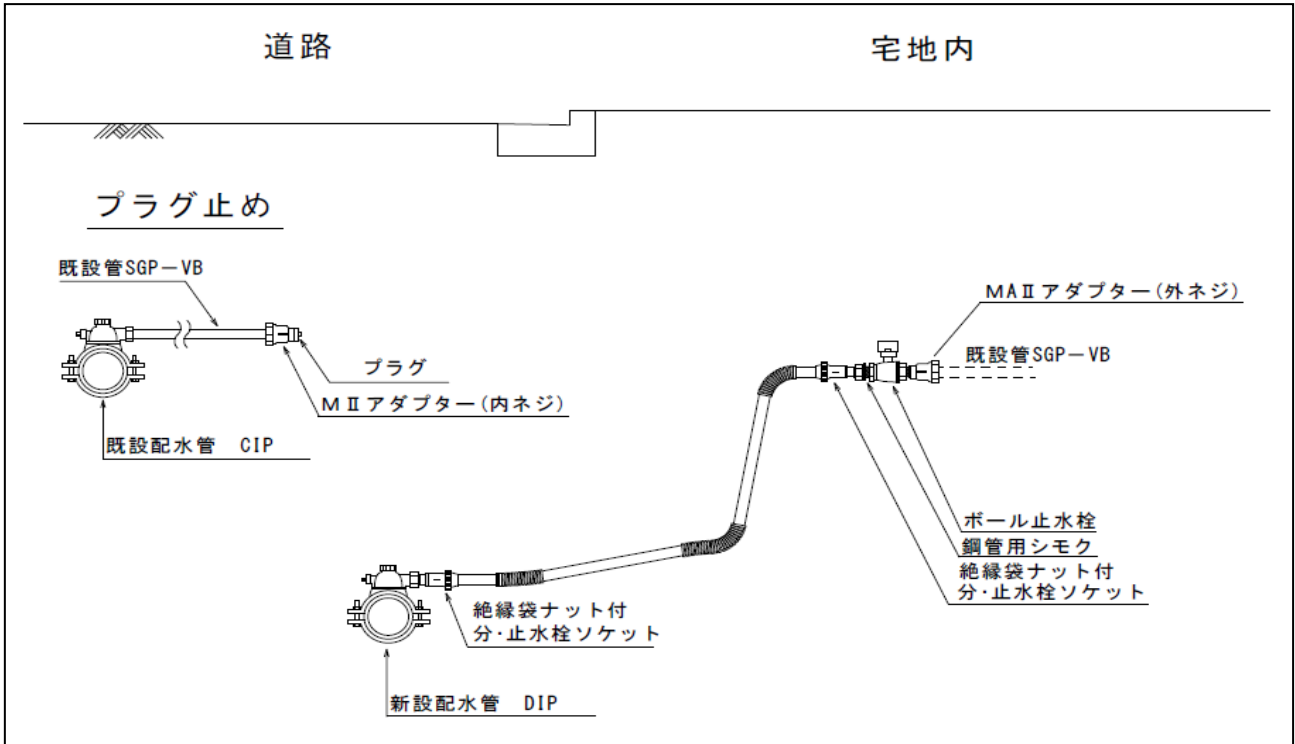 道路
宅地内
プラグ止め
既設管SGP－VB
プラグ
MⅡアダプター(内ネジ)
既設配水管 CIP
MAⅡアダプター(外ネジ)
既設管SGP－VB
ボール止水栓
鋼管用シモク
絶縁袋ナット付
分・止水栓ソケット
絶縁袋ナット付
分・止水栓ソケット
新設配水管 DIP